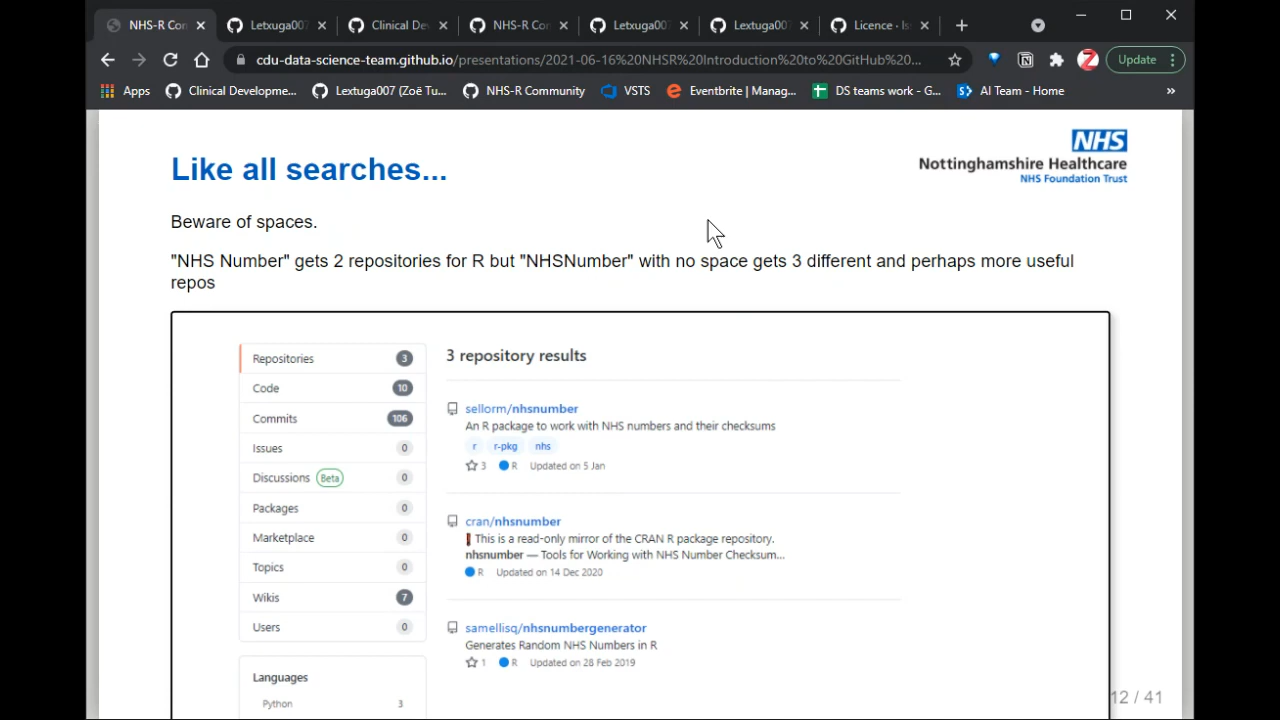 NHS-R Con
Letxuga007
Clinical De
NHS-R Con
Letxuga007
Lextuga007
Licence · Is
cdu-data-science-team.github.io/presentations/2021-06-16%20NHSR%20Introduction%20to%20GitHub%20...
Update
Apps
Clinical Developme...
Lextuga007 (Zoë Tu...
NHS-R Community
VSTS
Eventbrite | Manag...
DS teams work - G...
AI Team - Home
»
Like all searches...
NHS
Nottinghamshire Healthcare
NHS Foundation Trust
Beware of spaces.
"NHS Number" gets 2 repositories for R but "NHSNumber" with no space gets 3 different and perhaps more useful
repos
Repositories 3
Code 10
Commits 106
Issues 0
Discussions Beta 0
Packages 0
Marketplace 0
Topics 0
Wikis 7
Users 0
Languages
Python 3
3 repository results
sellorm/nhsnumber
An R package to work with NHS numbers and their checksums
r r-pkg nhs
3 R Updated on 5 Jan
cran/nhsnumber
This is a read-only mirror of the CRAN R package repository.
nhsnumber — Tools for Working with NHS Number Checksum...
R Updated on 14 Dec 2020
samellisq/nhsnumbergenerator
Generates Random NHS Numbers in R
1 R Updated on 28 Feb 2019
12 / 41